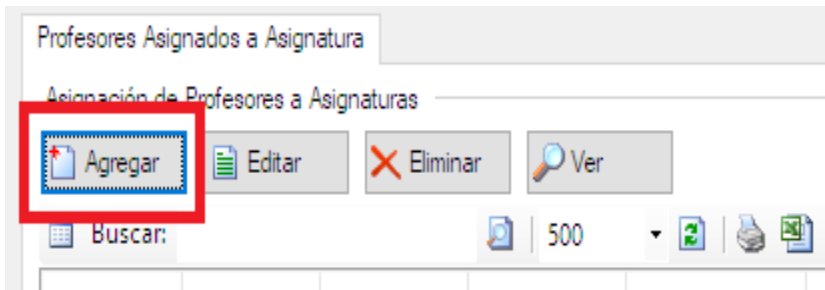 Profesores Asignados a Asignatura
Asignación de Profesores a Asignaturas
Agregar Editar Eliminar Ver
Buscar: 500